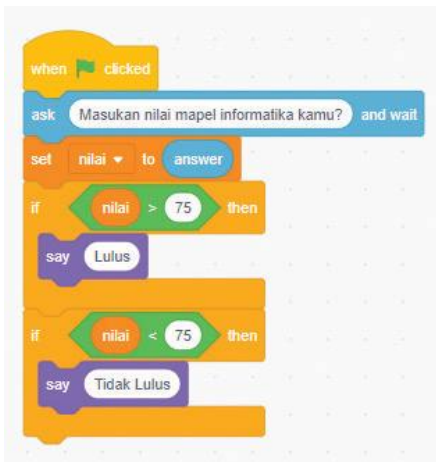 when clicked
ask Masukan nilai mapel informatika kamu? and wait
set nilai to answer
if nilai > 75 then
say Lulus
if nilai < 75 then
say Tidak Lulus